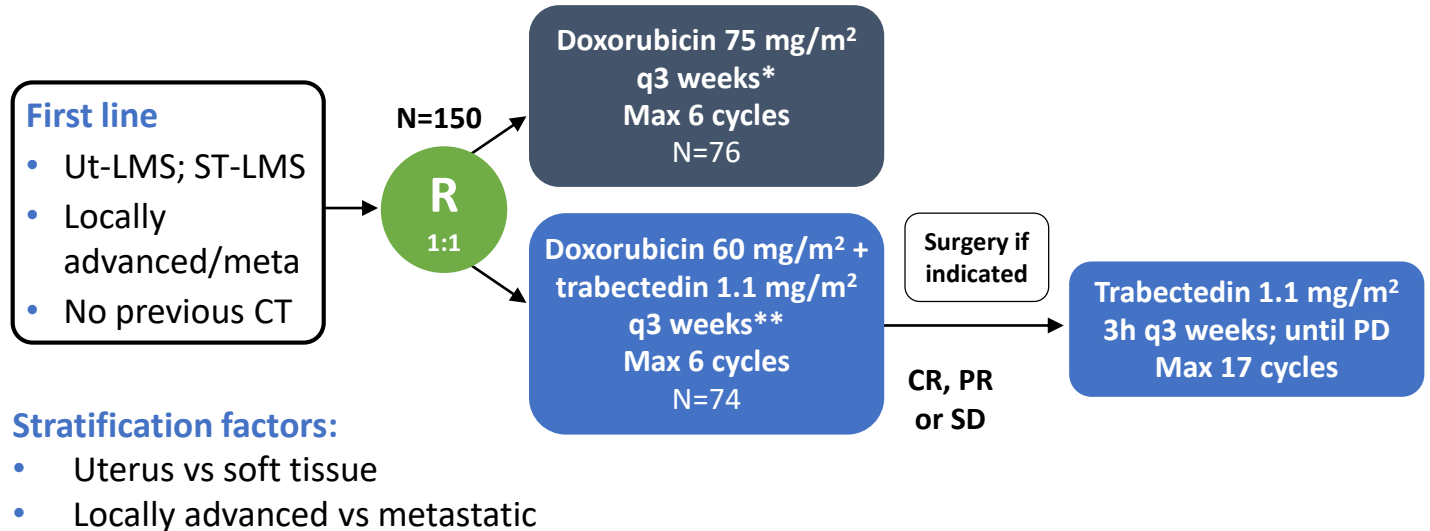 First line
• Ut-LMS; ST-LMS
• Locally
advanced/meta
• No previous CT
N=150
R
1:1
Doxorubicin 75 mg/m²
q3 weeks*
Max 6 cycles
N=76
Doxorubicin 60 mg/m² +
trabectedin 1.1 mg/m²
q3 weeks**
Max 6 cycles
N=74
Surgery if
indicated
CR, PR
or SD
Trabectedin 1.1 mg/m²
3h q3 weeks; until PD
Max 17 cycles
Stratification factors:
• Uterus vs soft tissue
• Locally advanced vs metastatic